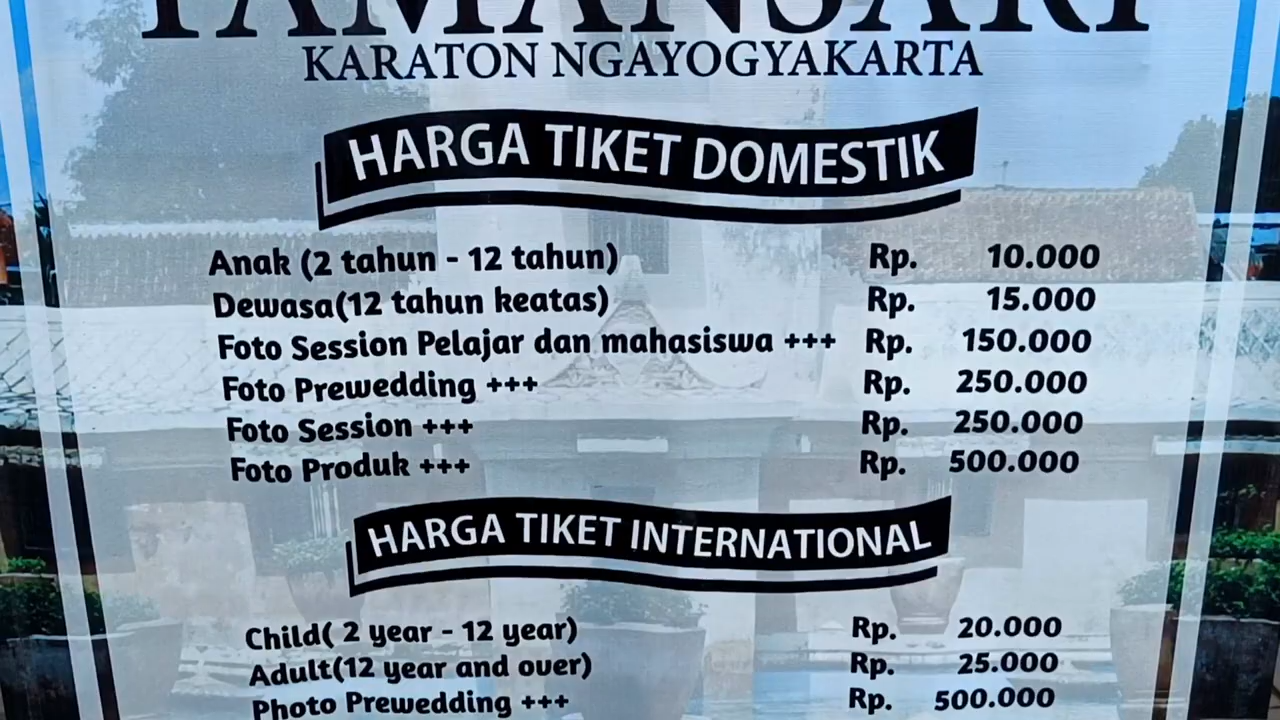 TAMANSARI
KARATON NGAYOGYAKARTA
HARGA TIKET DOMESTIK
Anak (2 tahun - 12 tahun) Rp. 10.000
Dewasa(12 tahun keatas) Rp. 15.000
Foto Session Pelajar dan mahasiswa +++ Rp. 150.000
Foto Prewedding +++ Rp. 250.000
Foto Session +++ Rp. 250.000
Foto Produk +++ Rp. 500.000
HARGA TIKET INTERNATIONAL
Child( 2 year - 12 year) Rp. 20.000
Adult(12 year and over) Rp. 25.000
Photo Prewedding +++ Rp. 500.000